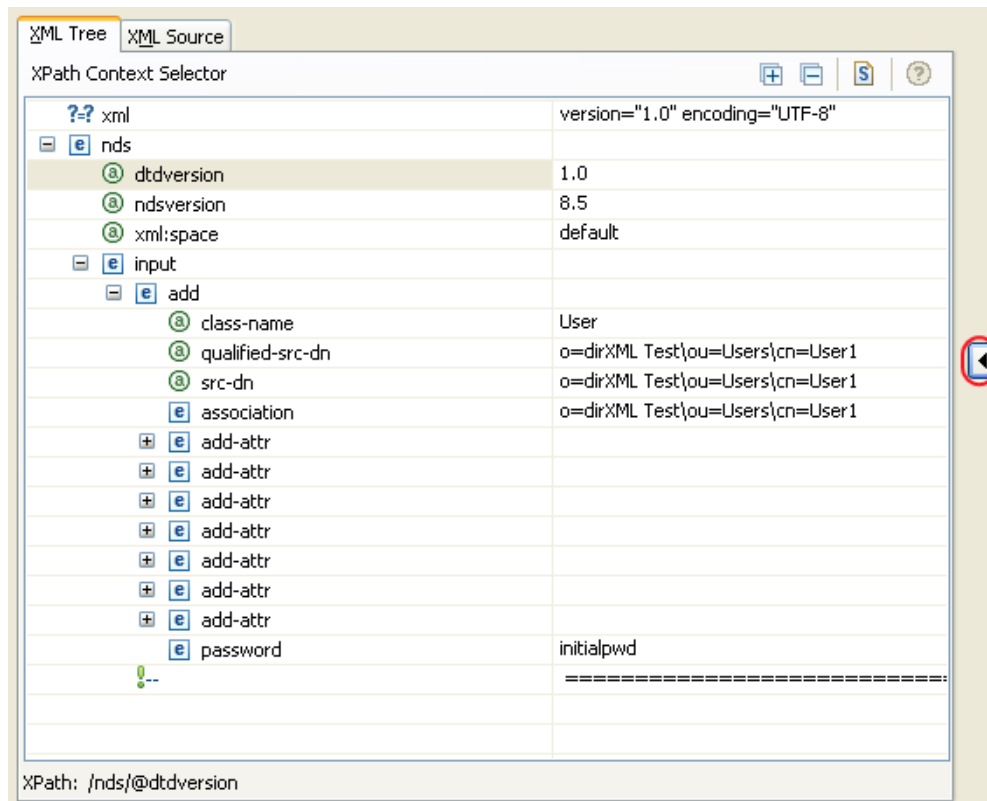 XML Tree XML Source
XPath Context Selector
?=? xml version="1.0" encoding="UTF-8"
e nds
a dtdversion 1.0
a ndsversion 8.5
a xml:space default
e input
e add
a class-name User
a qualified-src-dn o=dirXML Test\ou=Users\cn=User1
a src-dn o=dirXML Test\ou=Users\cn=User1
e association o=dirXML Test\ou=Users\cn=User1
e add-attr
e add-attr
e add-attr
e add-attr
e add-attr
e add-attr
e add-attr
e password initialpwd
!-- ============================
XPath: /nds/@dtdversion